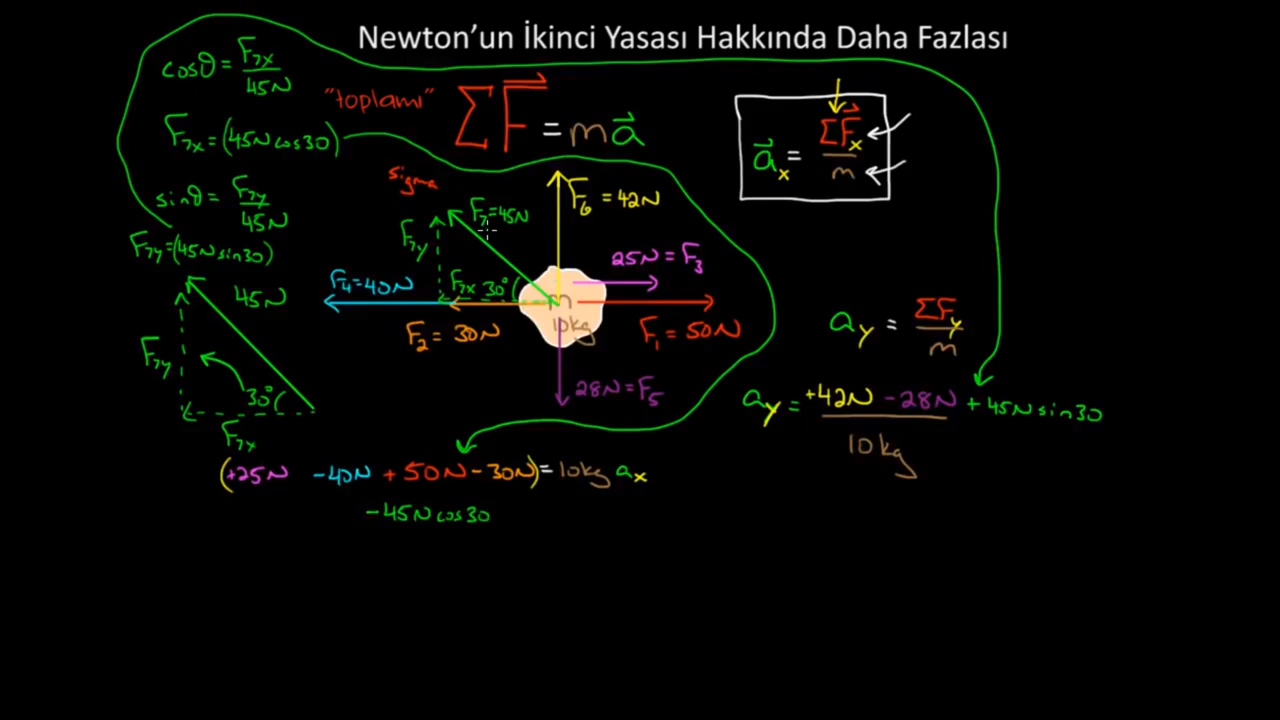 Newton’un İkinci Yasası Hakkında Daha Fazlası
cosθ = F7x/45N
F7x = (45N cos30)
sinθ = F7y/45N
F7y = (45N sin30)
45N
F7y
30°
F7x
"toplamı" ΣF = ma
sigma
F6 = 42N
F7 = 45N
F7y
F7x 30°
25N = F3
F4 = 40N
m
10kg
F2 = 30N
F1 = 50N
28N = F5
(+25N -40N + 50N - 30N) = 10kg ax
-45N cos30
ax = ΣFx/m
ay = ΣFy/m
ay = +42N -28N + 45N sin30
10kg